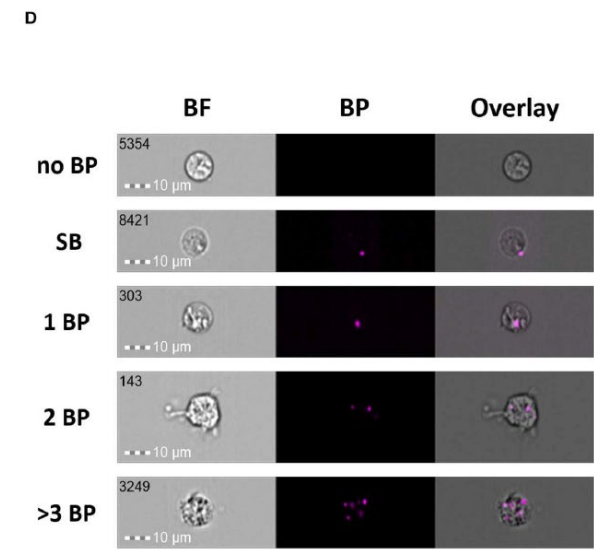 D
BF BP Overlay
no BP
5354
10 μm
SB
8421
10 μm
1 BP
303
10 μm
2 BP
143
10 μm
>3 BP
3249
10 μm